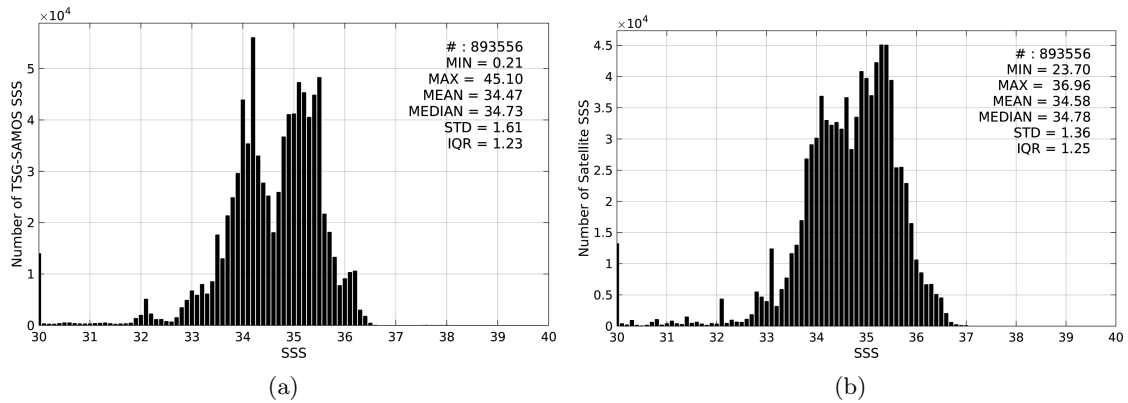 ×10⁴
# : 893556
MIN = 0.21
MAX = 45.10
MEAN = 34.47
MEDIAN = 34.73
STD = 1.61
IQR = 1.23
Number of TSG-SAMOS SSS
5
4
3
2
1
0
30 31 32 33 34 35 36 37 38 39 40
SSS
(a)
×10⁴
# : 893556
MIN = 23.70
MAX = 36.96
MEAN = 34.58
MEDIAN = 34.78
STD = 1.36
IQR = 1.25
Number of Satellite SSS
4.5
4
3.5
3
2.5
2
1.5
1
0.5
0
30 31 32 33 34 35 36 37 38 39 40
SSS
(b)